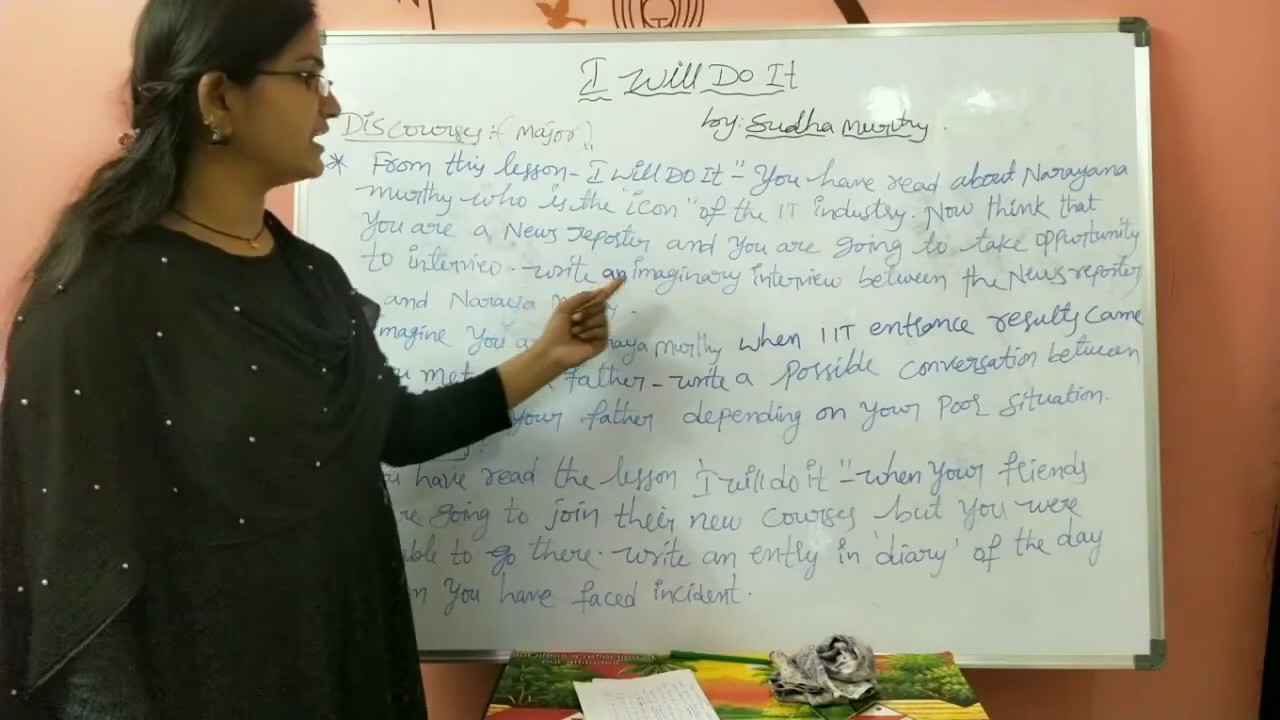 I Will Do It
by: Sudha Murthy.
Discourses:- (Major)
* From this lesson - I Will DO It" - You have read about Narayana
Murthy who is the "icon" of the IT industry. Now think that
You are a News reporter and you are going to take opportunity
to interview. write an imaginary interview between the News reporter
and Naraya
magine You Murthy when IIT entrance results came
met father - write a possible conversation between
your father depending on your Poor Situation.
have read the lesson 'I will do it" - when your friends
going to join their new courses but you were
able to go there. write an entry in 'diary' of the day
You have faced incident.
our attitudes